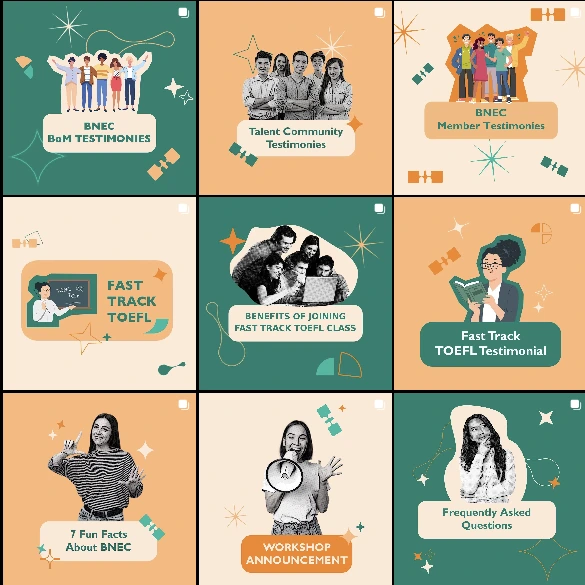 BNEC
BoM TESTIMONIES
Talent Community
Testimonies
BNEC
Member Testimonies
FAST
TRACK
TOEFL
BENEFITS OF JOINING
FAST TRACK TOEFL CLASS
Fast Track
TOEFL Testimonial
7 Fun Facts
About BNEC
WORKSHOP
ANNOUNCEMENT
Frequently Asked
Questions